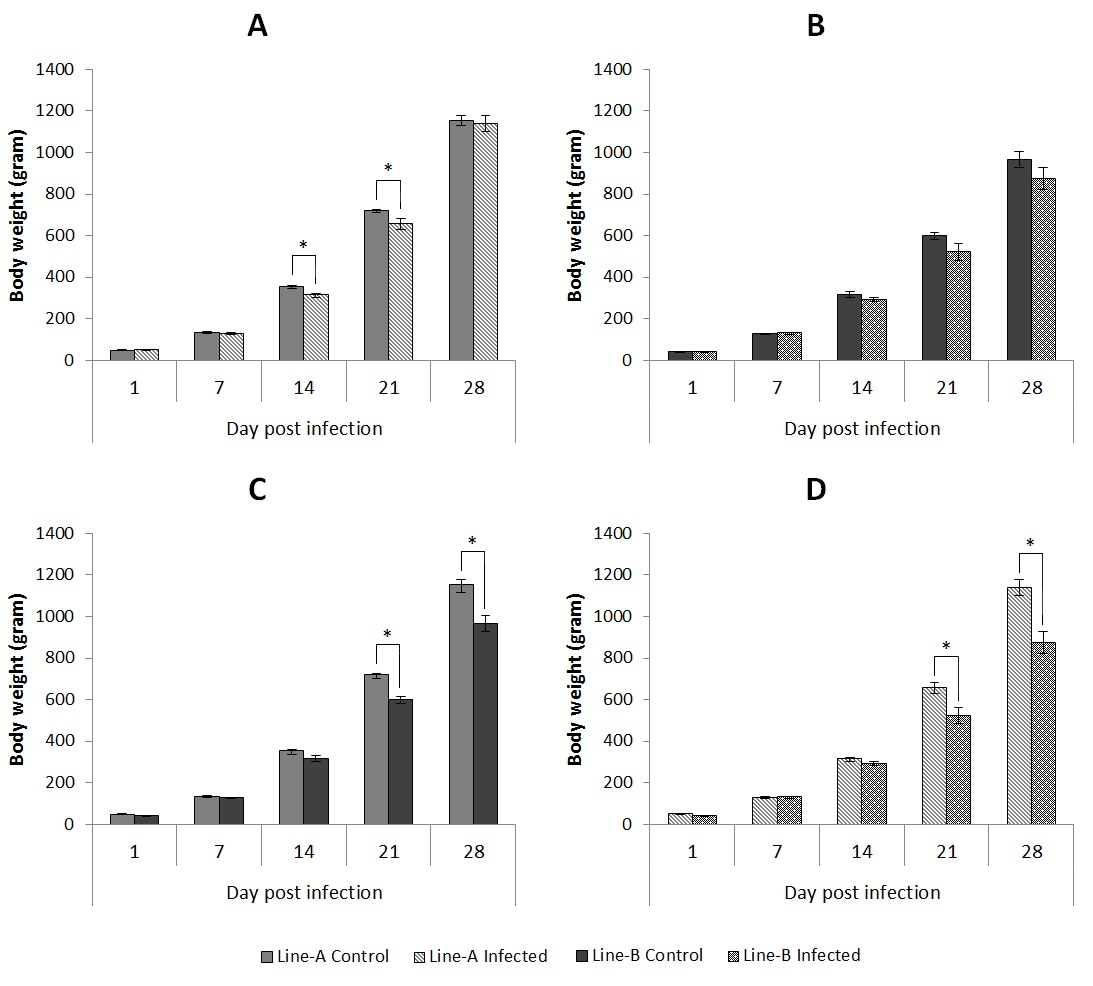 A
Body weight (gram)
1400
1200
1000
800
600
400
200
0
*
*
1 7 14 21 28
Day post infection
B
Body weight (gram)
1400
1200
1000
800
600
400
200
0
1 7 14 21 28
Day post infection
C
Body weight (gram)
1400
1200
1000
800
600
400
200
0
*
*
1 7 14 21 28
Day post infection
D
Body weight (gram)
1400
1200
1000
800
600
400
200
0
*
*
1 7 14 21 28
Day post infection
Line-A Control Line-A Infected Line-B Control Line-B Infected